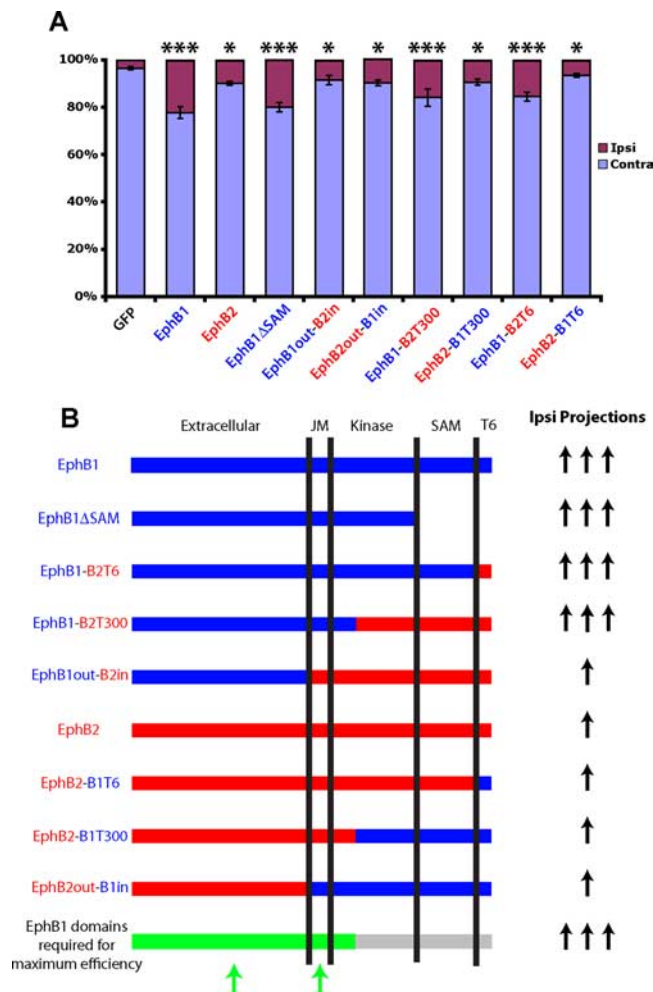 A
*** * *** * * *** * *** *
100%
80%
60%
40%
20%
0%
Ipsi
Contra
GFP
EphB1
EphB2
EphB1ΔSAM
EphB1out-B2in
EphB2out-B1in
EphB1-B2T300
EphB2-B1T300
EphB1-B2T6
EphB2-B1T6
B
Extracellular JM Kinase SAM T6 Ipsi Projections
EphB1
EphB1ΔSAM
EphB1-B2T6
EphB1-B2T300
EphB1out-B2in
EphB2
EphB2-B1T6
EphB2-B1T300
EphB2out-B1in
EphB1 domains
required for
maximum efficiency